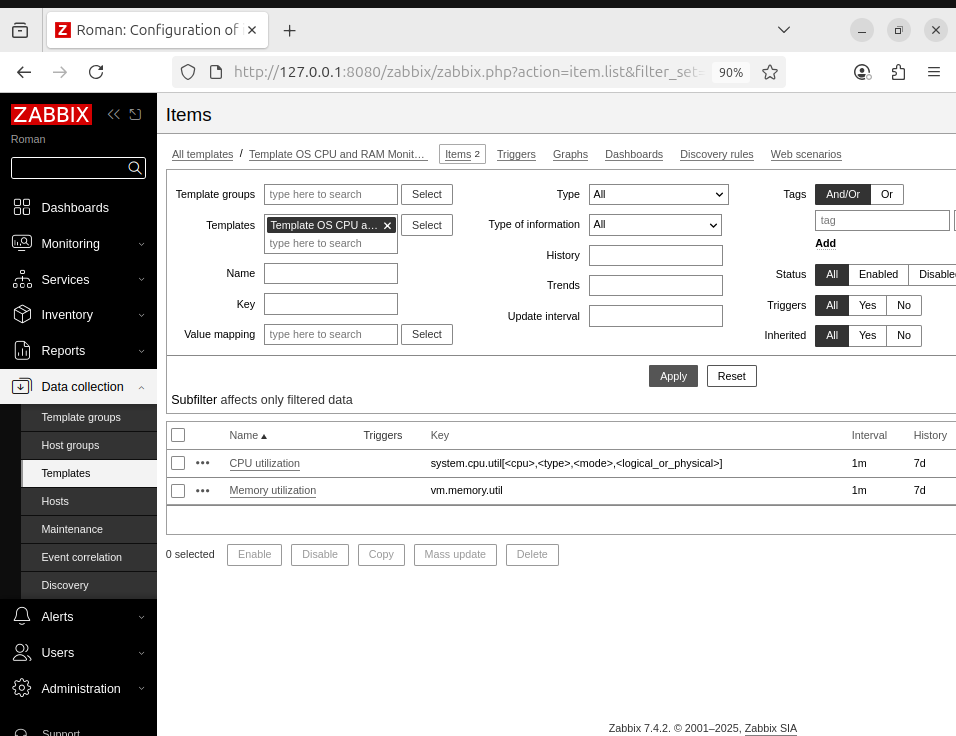 Roman: Configuration of
http://127.0.0.1:8080/zabbix/zabbix.php?action=item.list&filter_set=
90%
ZABBIX
Roman
Dashboards
Monitoring
Services
Inventory
Reports
Data collection
Template groups
Host groups
Templates
Hosts
Maintenance
Event correlation
Discovery
Alerts
Users
Administration
Support
Items
All templates / Template OS CPU and RAM Monit... Items 2 Triggers Graphs Dashboards Discovery rules Web scenarios
Template groups type here to search Select
Templates Template OS CPU a... Select
type here to search
Name
Key
Value mapping type here to search Select
Type All
Type of information All
History
Trends
Update interval
Tags And/Or Or
tag
Add
Status All Enabled Disabled
Triggers All Yes No
Inherited All Yes No
Apply Reset
Subfilter affects only filtered data
Name Triggers Key Interval History
CPU utilization system.cpu.util[<cpu>,<type>,<mode>,<logical_or_physical>] 1m 7d
Memory utilization vm.memory.util 1m 7d
0 selected Enable Disable Copy Mass update Delete
Zabbix 7.4.2. © 2001–2025, Zabbix SIA